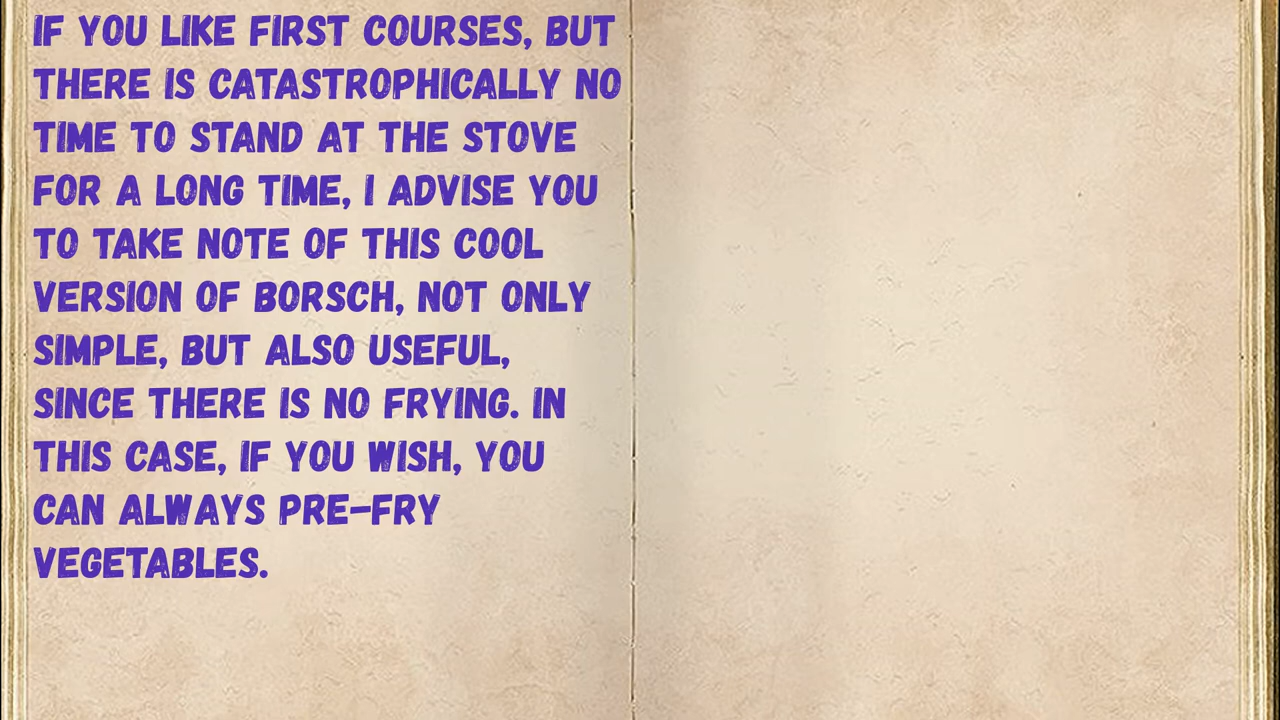 IF YOU LIKE FIRST COURSES, BUT
THERE IS CATASTROPHICALLY NO
TIME TO STAND AT THE STOVE
FOR A LONG TIME, I ADVISE YOU
TO TAKE NOTE OF THIS COOL
VERSION OF BORSCH, NOT ONLY
SIMPLE, BUT ALSO USEFUL,
SINCE THERE IS NO FRYING. IN
THIS CASE, IF YOU WISH, YOU
CAN ALWAYS PRE-FRY
VEGETABLES.